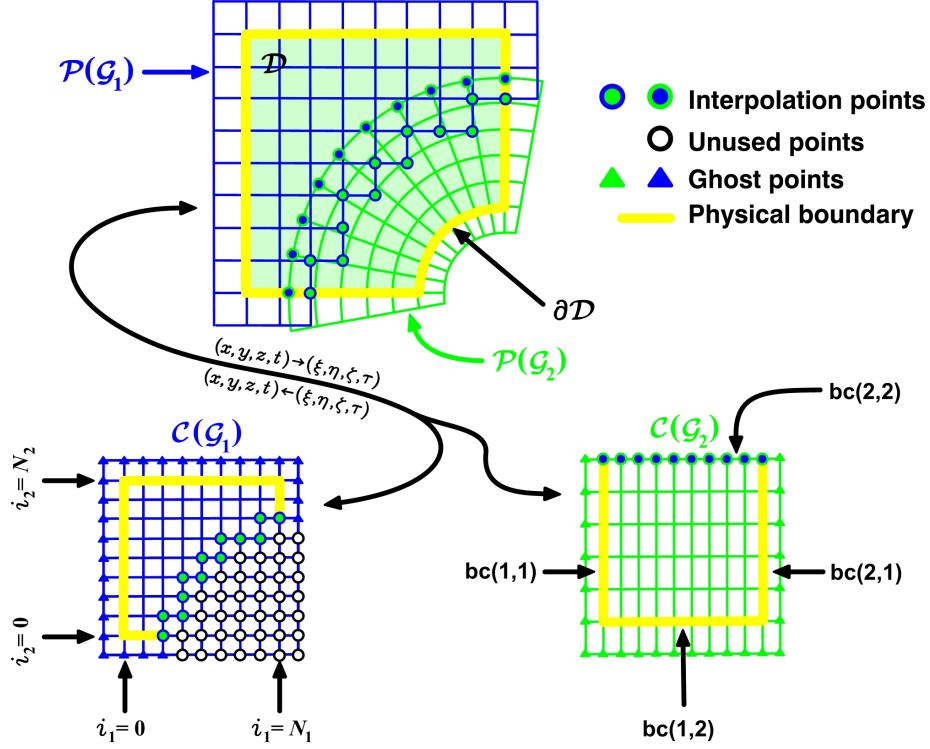 𝒫(𝒢₁)
𝒟
Interpolation points
Unused points
Ghost points
Physical boundary
∂𝒟
𝒫(𝒢₂)
(x, y, z, t)→(ξ, η, ζ, τ)
(x, y, z, t)←(ξ, η, ζ, τ)
bc(2,2)
𝒞(𝒢₁)
𝒞(𝒢₂)
i₂= N₂
bc(1,1)
bc(2,1)
i₂= 0
i₁= 0
i₁= N₁
bc(1,2)